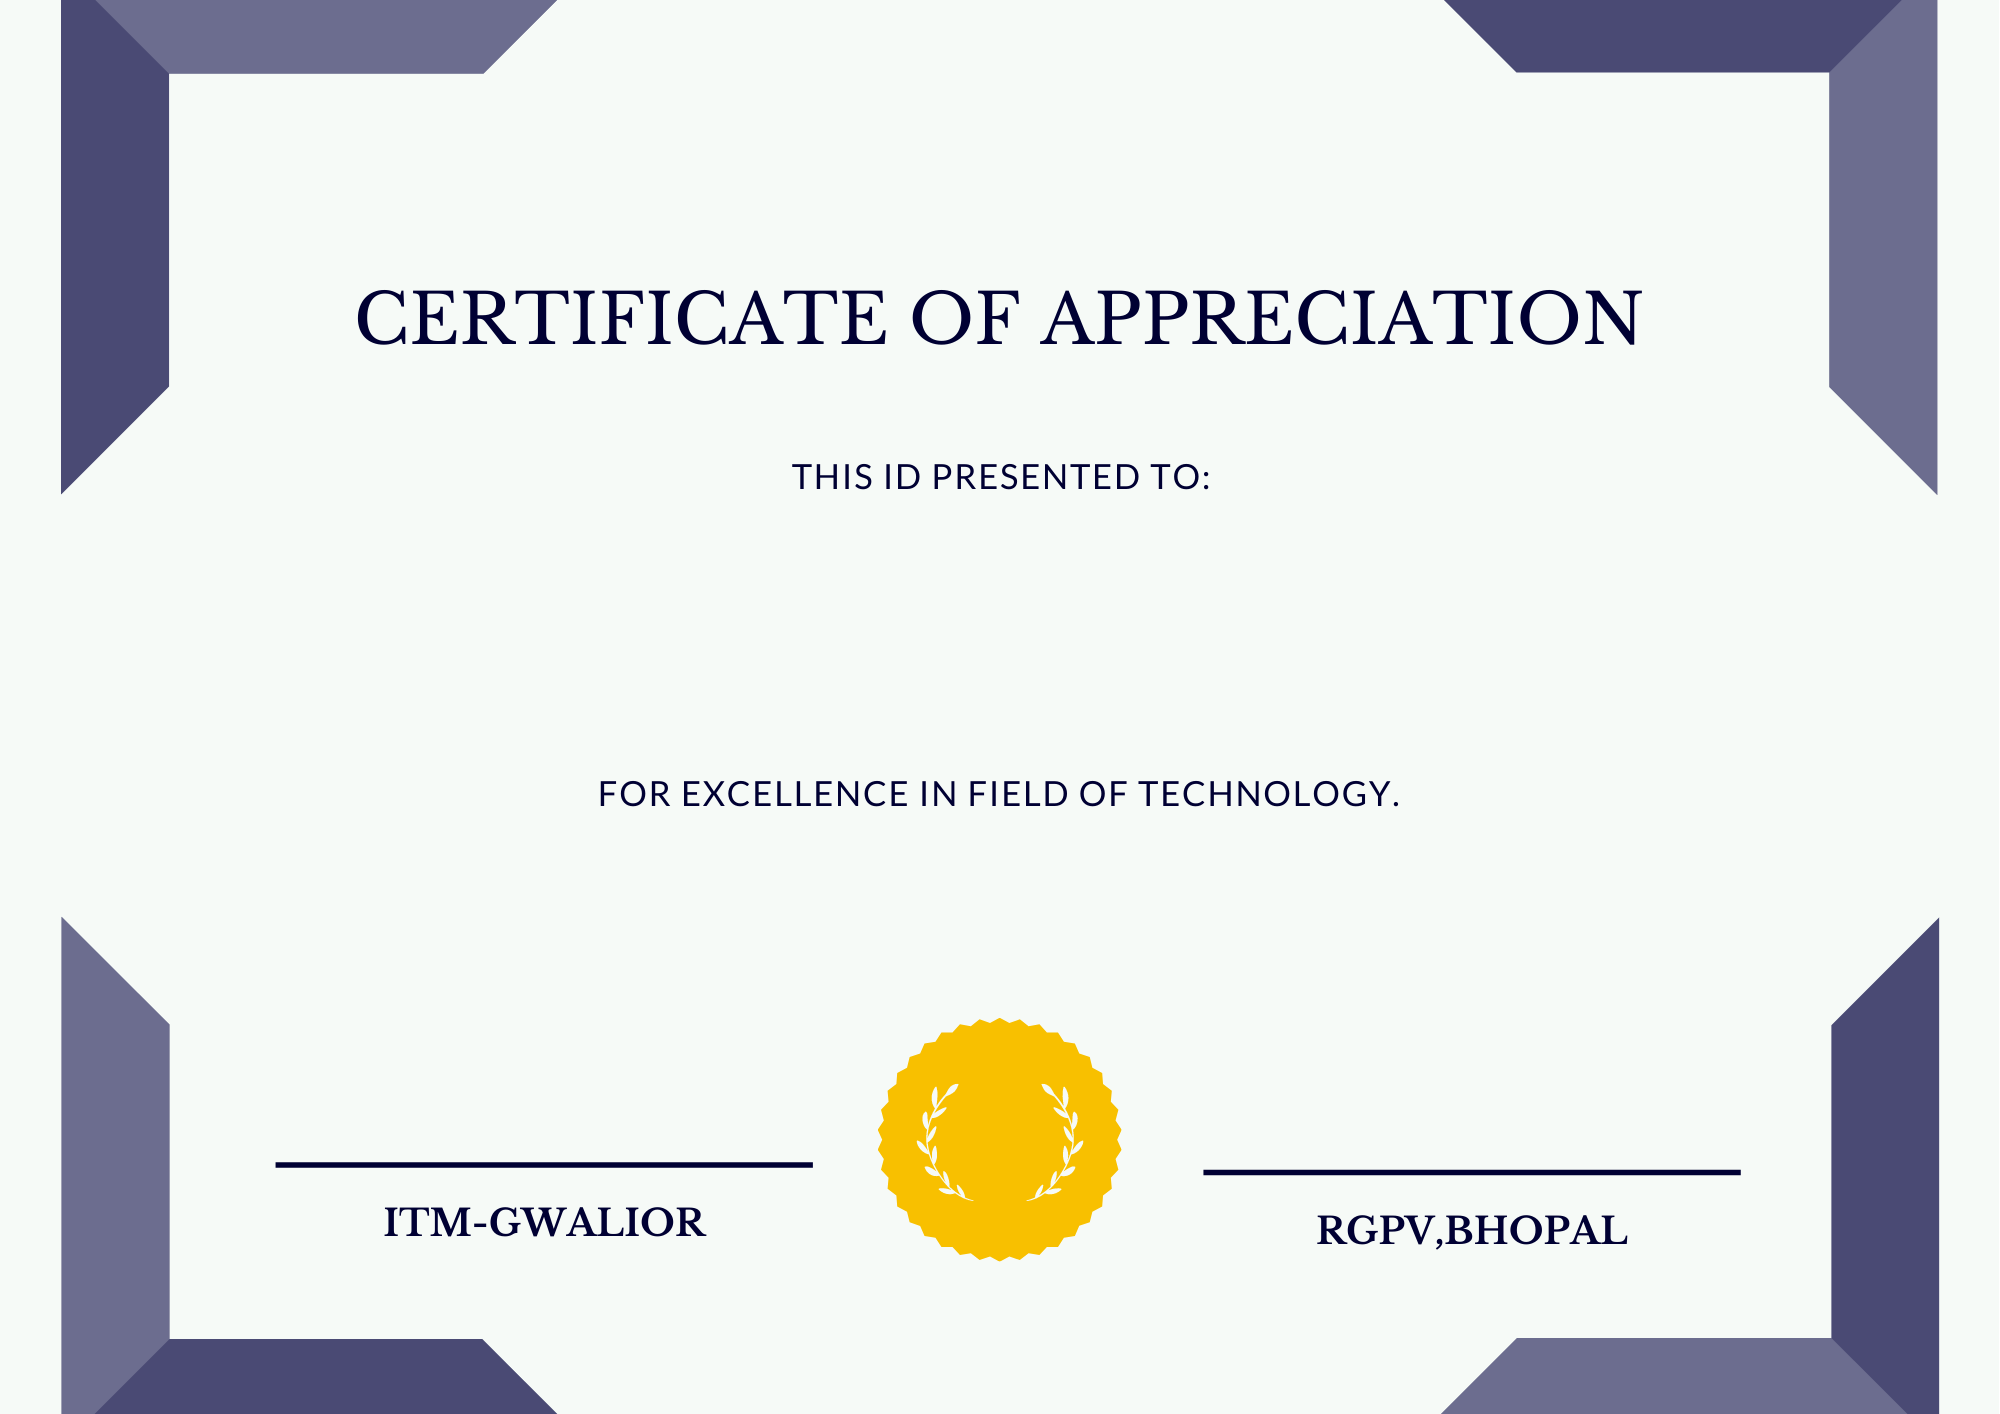 CERTIFICATE OF APPRECIATION
THIS ID PRESENTED TO:
FOR EXCELLENCE IN FIELD OF TECHNOLOGY.
ITM-GWALIOR
RGPV,BHOPAL